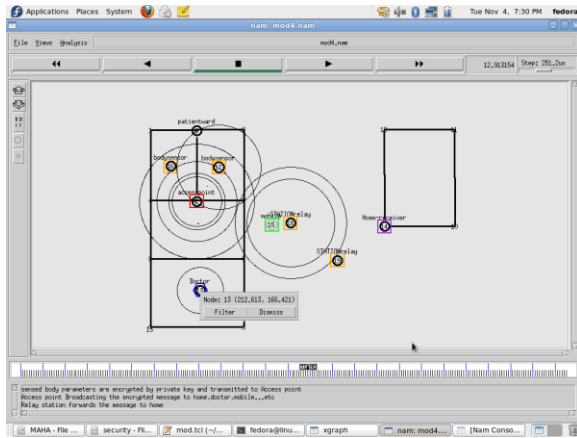 Applications Places System Tue Nov 4, 7:30 PM fedora
nam: mod4.nam
File Views Analysis mod4.nam
12.913154 Step: 251.2us
patientward
bodysensor bodysensor
accesspoint
relay
15
STATION relay
Homereceiver
Doctor
Node: 13 (212.613, 166.421)
Filter Dismiss
sensed body parameters are encrypted by private key and transmitted to Access point
Access point Broadcasting the encrypted message to home,doctor,mobile,..,etc
Relay station forwards the message to home
MAHA - File ... security - Fil... mod.tcl (~/... fedora@linu... xgraph nam: mod4.... [Nam Conso...